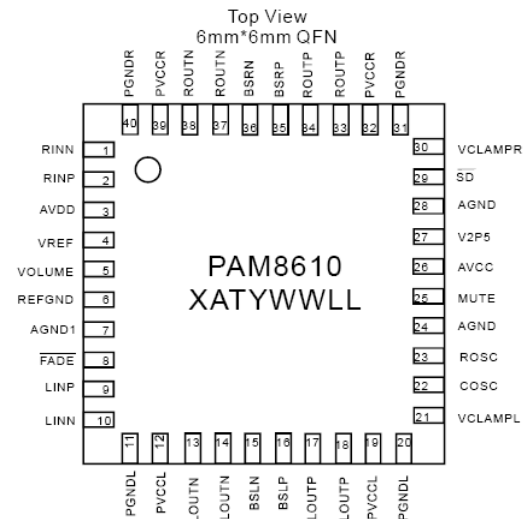 Top View
6mm*6mm QFN
PGNDR PVCCR ROUTN ROUTN BSRN BSRP ROUTP ROUTP PVCCR PGNDR
40 39 38 37 36 35 34 33 32 31
RINN 1
RINP 2
AVDD 3
VREF 4
VOLUME 5
REFGND 6
AGND1 7
FADE 8
LINP 9
LINN 10
PAM8610
XATYWWLL
30 VCLAMPR
29 SD
28 AGND
27 V2P5
26 AVCC
25 MUTE
24 AGND
23 ROSC
22 COSC
21 VCLAMPL
11 12 13 14 15 16 17 18 19 20
PGNDL PVCCL LOUTN LOUTN BSLN BSLP LOUTP LOUTP PVCCL PGNDL